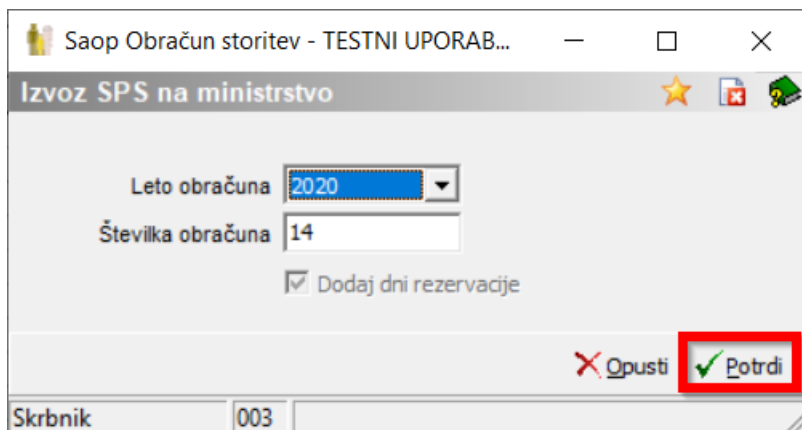 Saop Obračun storitev - TESTNI UPORAB...
Izvoz SPS na ministrstvo
Leto obračuna 2020
Številka obračuna 14
Dodaj dni rezervacije
Opusti Potrdi
Skrbnik 003